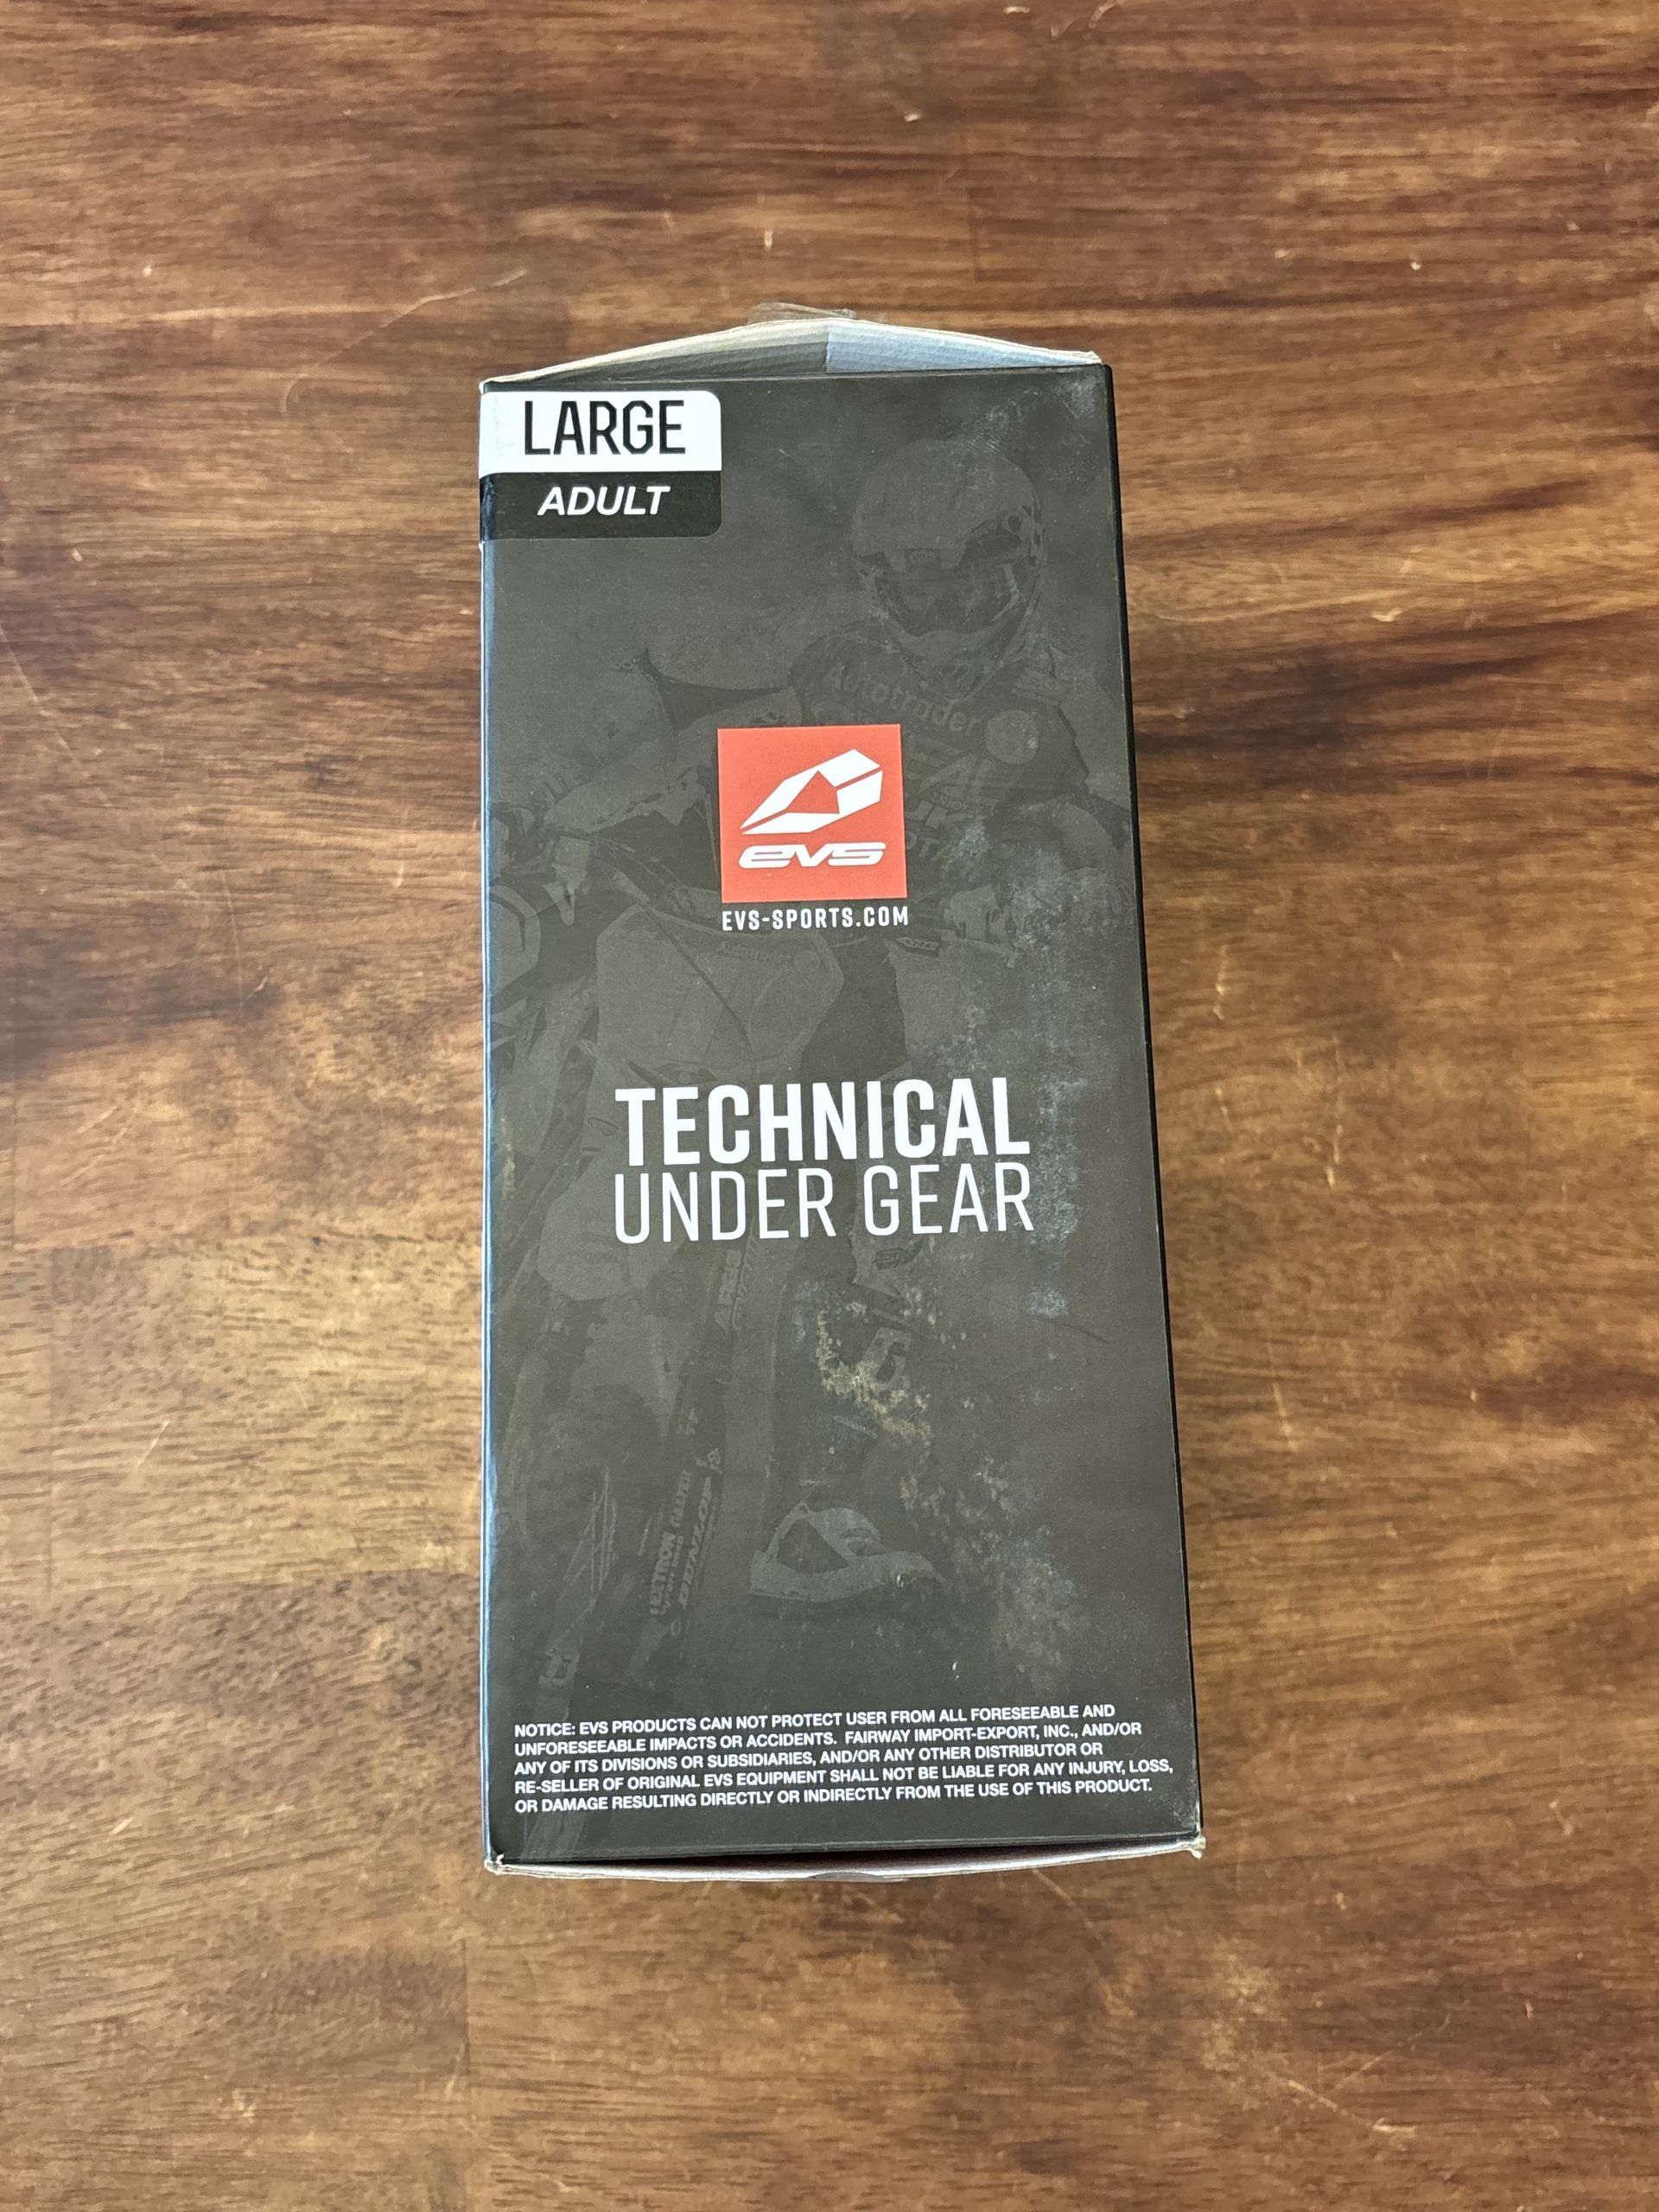 LARGE
ADULT
Autotrader
evs
EVS-SPORTS.COM
TECHNICAL
UNDER GEAR
DUNLOP
NOTICE: EVS PRODUCTS CAN NOT PROTECT USER FROM ALL FORESEEABLE AND
UNFORESEEABLE IMPACTS OR ACCIDENTS. FAIRWAY IMPORT-EXPORT, INC., AND/OR
ANY OF ITS DIVISIONS OR SUBSIDIARIES, AND/OR ANY OTHER DISTRIBUTOR OR
RE-SELLER OF ORIGINAL EVS EQUIPMENT SHALL NOT BE LIABLE FOR ANY INJURY, LOSS,
OR DAMAGE RESULTING DIRECTLY OR INDIRECTLY FROM THE USE OF THIS PRODUCT.